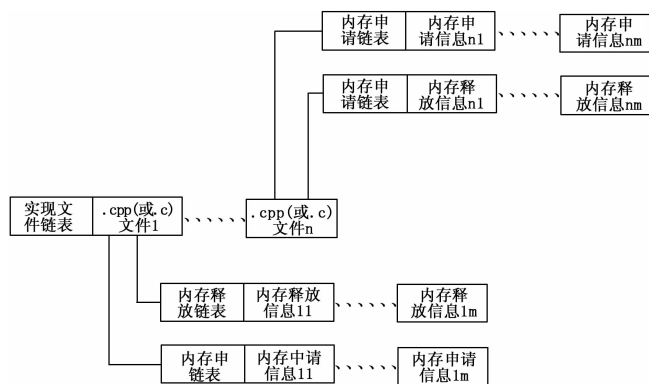 内存申
请链表
内存申
请信息n1
、、、、、、
内存申
请信息nm
内存申
请链表
内存释
放信息n1
、、、、、、
内存释
放信息nm
实现文
件链表
.cpp(或.c)
文件1
、、、、、、
.cpp(或.c)
文件n
内存释
放链表
内存释放
信息11
、、、、、、
内存释
放信息1m
内存申
链表
内存中请
信息11
、、、、、、
内存申请
信息1m